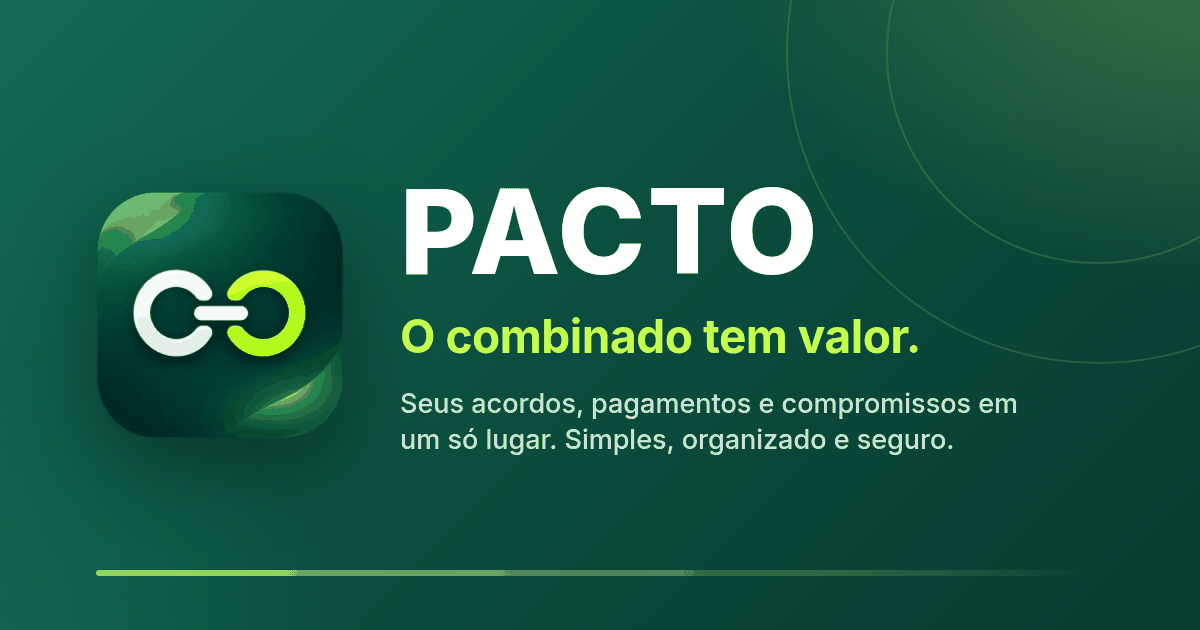 PACTO
O combinado tem valor.
Seus acordos, pagamentos e compromissos em
um só lugar. Simples, organizado e seguro.